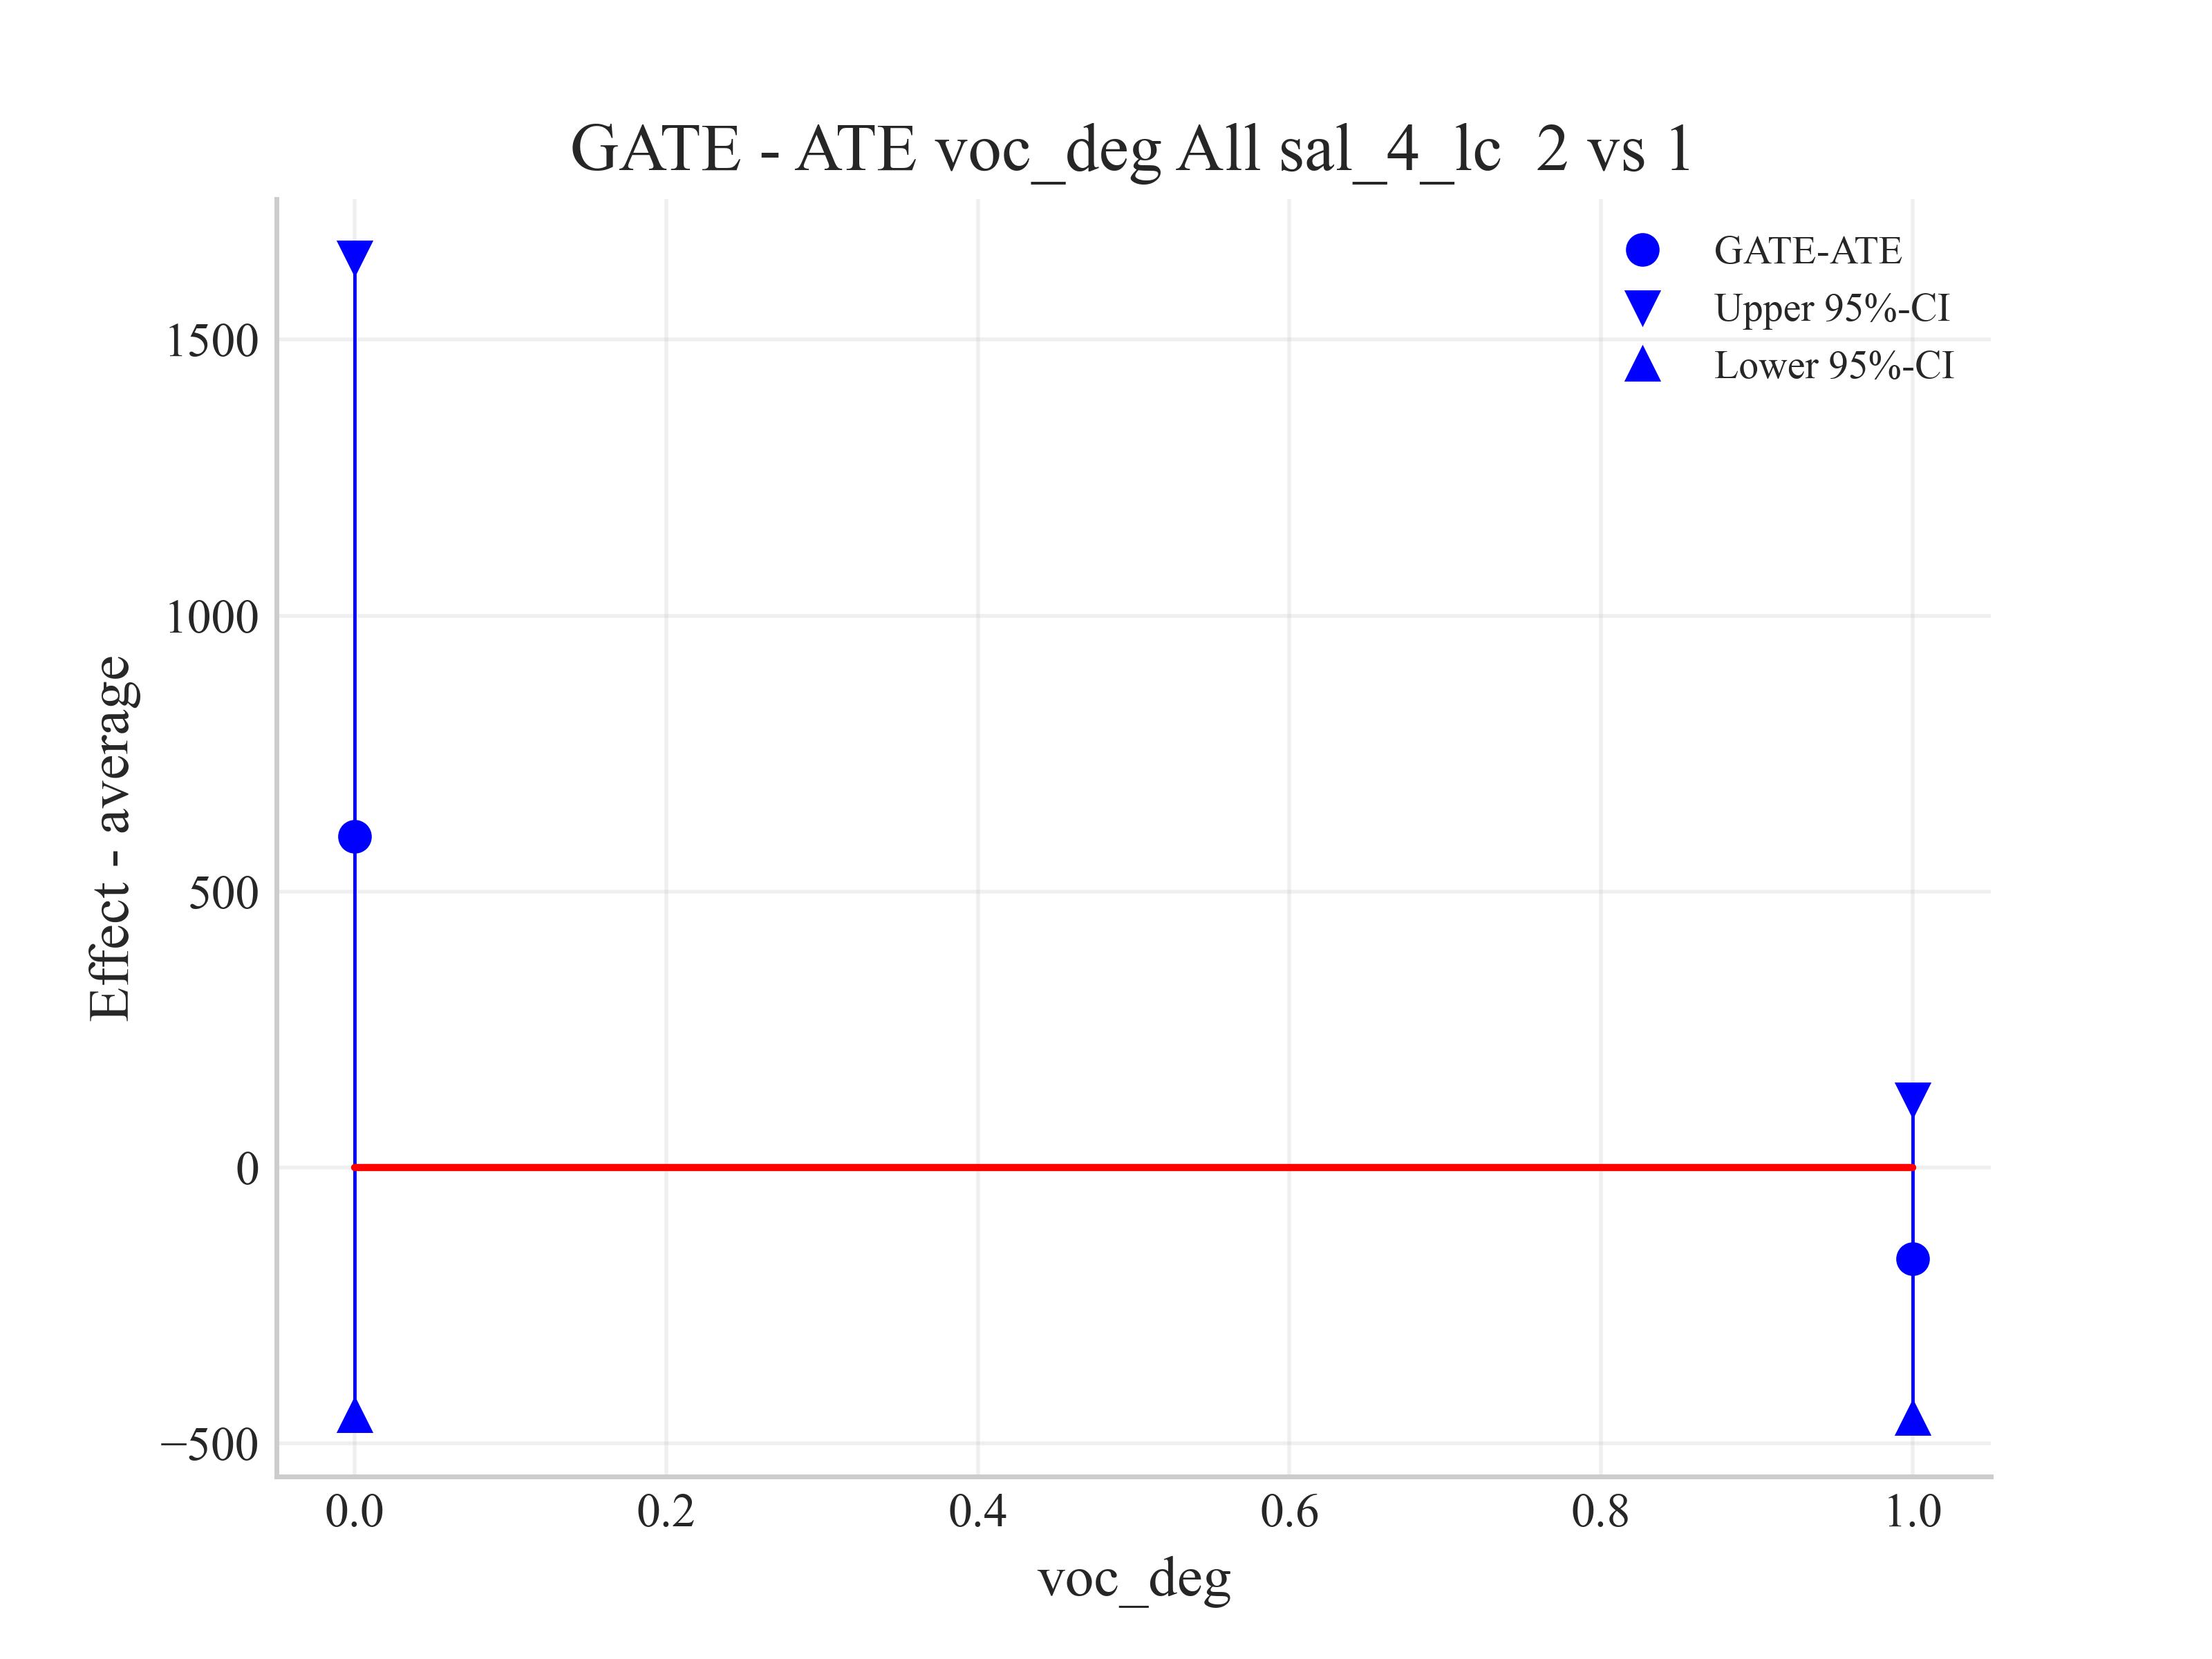 GATE - ATE voc_deg All sal_4_lc  2 vs 1
GATE-ATE
Upper 95%-CI
Lower 95%-CI
Effect - average
1500
1000
500
0
−500
0.0 0.2 0.4 0.6 0.8 1.0
voc_deg